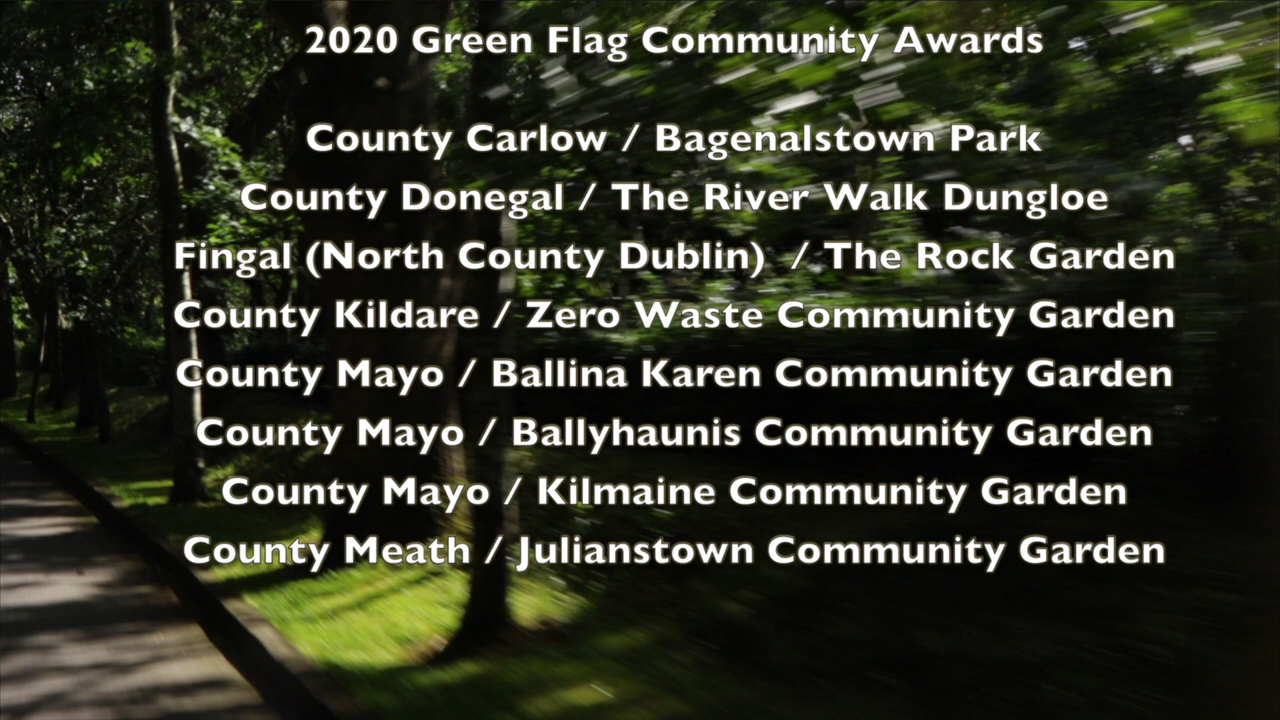 2020 Green Flag Community Awards
County Carlow / Bagenalstown Park
County Donegal / The River Walk Dungloe
Fingal (North County Dublin)  / The Rock Garden
County Kildare / Zero Waste Community Garden
County Mayo / Ballina Karen Community Garden
County Mayo / Ballyhaunis Community Garden
County Mayo / Kilmaine Community Garden
County Meath / Julianstown Community Garden